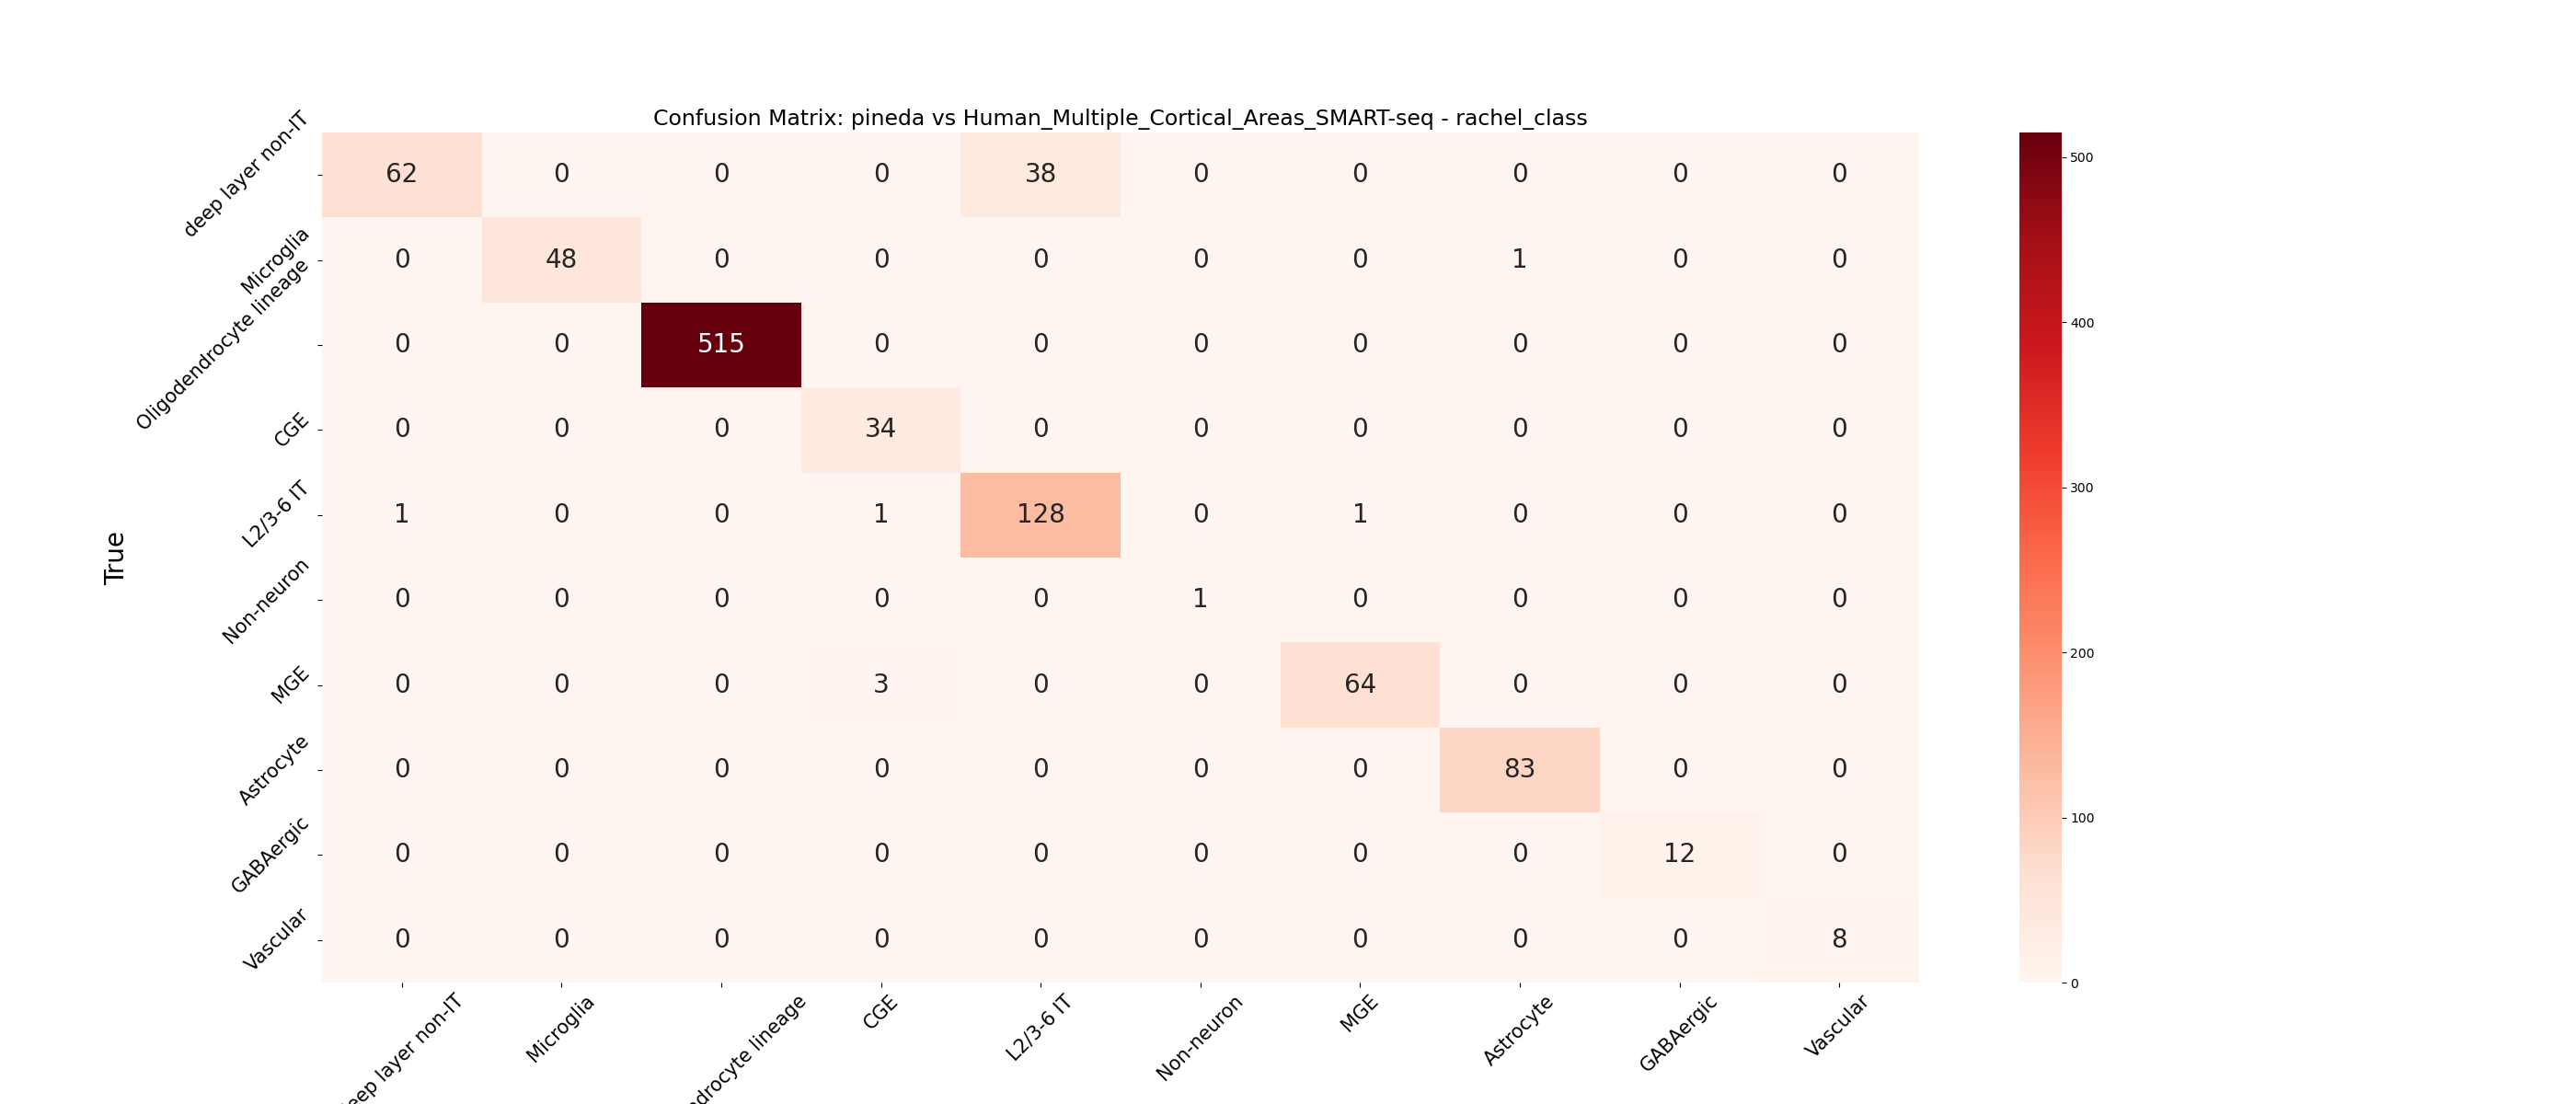 Confusion Matrix: pineda vs Human_Multiple_Cortical_Areas_SMART-seq - rachel_class
True
deep layer non-IT 62 0 0 0 38 0 0 0 0 0
Microglia 0 48 0 0 0 0 0 1 0 0
Oligodendrocyte lineage 0 0 515 0 0 0 0 0 0 0
CGE 0 0 0 34 0 0 0 0 0 0
L2/3-6 IT 1 0 0 1 128 0 1 0 0 0
Non-neuron 0 0 0 0 0 1 0 0 0 0
MGE 0 0 0 3 0 0 64 0 0 0
Astrocyte 0 0 0 0 0 0 0 83 0 0
GABAergic 0 0 0 0 0 0 0 0 12 0
Vascular 0 0 0 0 0 0 0 0 0 8
eep layer non-IT Microglia ndrocyte lineage CGE L2/3-6 IT Non-neuron MGE Astrocyte GABAergic Vascular
500
400
300
200
100
0